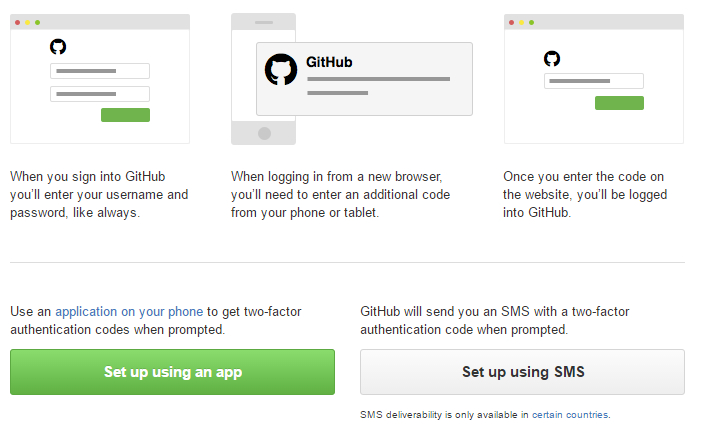 GitHub
When you sign into GitHub
you’ll enter your username and
password, like always.
When logging in from a new browser,
you’ll need to enter an additional code
from your phone or tablet.
Once you enter the code on
the website, you’ll be logged
into GitHub.
Use an application on your phone to get two-factor
authentication codes when prompted.
Set up using an app
GitHub will send you an SMS with a two-factor
authentication code when prompted.
Set up using SMS
SMS deliverability is only available in certain countries.